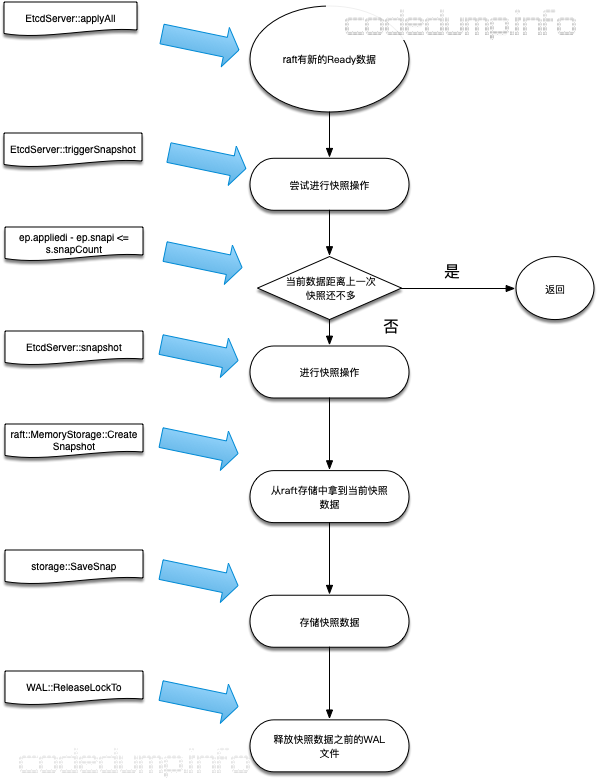 EtcdServer::applyAll
raft有新的Ready数据
EtcdServer::triggerSnapshot
尝试进行快照操作
ep.appliedi - ep.snapi <=
s.snapCount
当前数据距离上一次
快照还不多
是
返回
否
EtcdServer::snapshot
进行快照操作
raft::MemoryStorage::Create
Snapshot
从raft存储中拿到当前快照
数据
storage::SaveSnap
存储快照数据
WAL::ReleaseLockTo
释放快照数据之前的WAL
文件